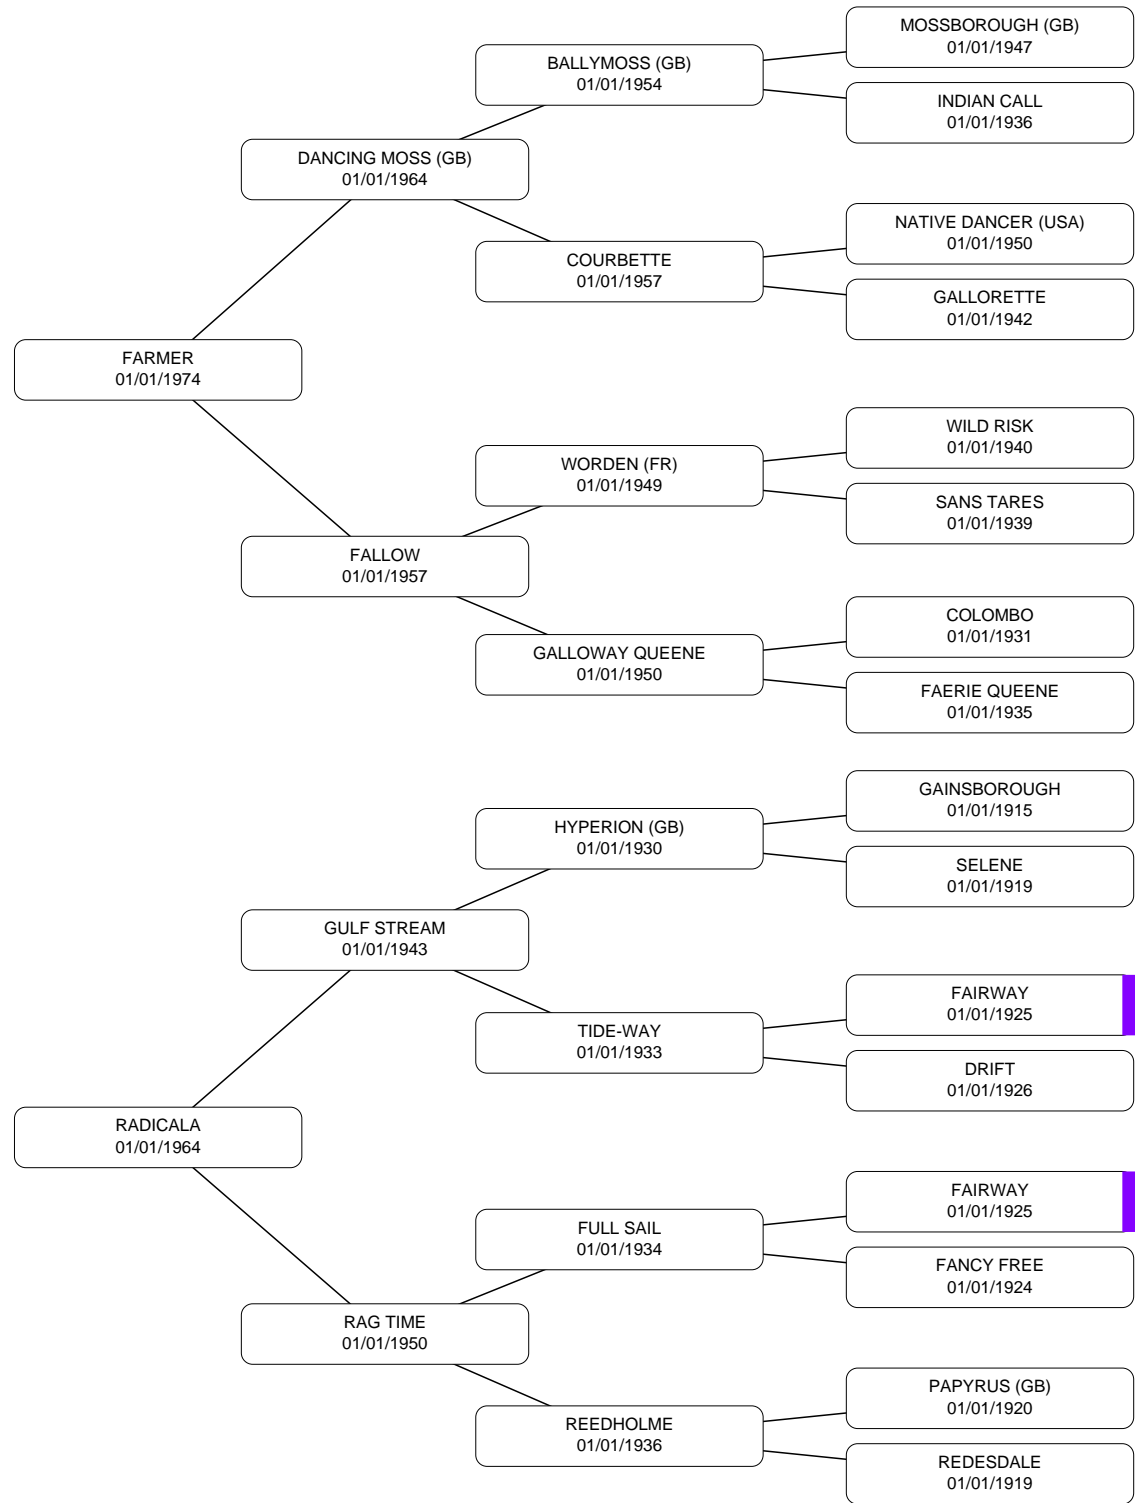 MOSSBOROUGH (GB)
01/01/1947
BALLYMOSS (GB)
01/01/1954
INDIAN CALL
01/01/1936
DANCING MOSS (GB)
01/01/1964
NATIVE DANCER (USA)
01/01/1950
COURBETTE
01/01/1957
GALLORETTE
01/01/1942
FARMER
01/01/1974
WILD RISK
01/01/1940
WORDEN (FR)
01/01/1949
SANS TARES
01/01/1939
FALLOW
01/01/1957
COLOMBO
01/01/1931
GALLOWAY QUEENE
01/01/1950
FAERIE QUEENE
01/01/1935
GAINSBOROUGH
01/01/1915
HYPERION (GB)
01/01/1930
SELENE
01/01/1919
GULF STREAM
01/01/1943
FAIRWAY
01/01/1925
TIDE-WAY
01/01/1933
DRIFT
01/01/1926
RADICALA
01/01/1964
FAIRWAY
01/01/1925
FULL SAIL
01/01/1934
FANCY FREE
01/01/1924
RAG TIME
01/01/1950
PAPYRUS (GB)
01/01/1920
REEDHOLME
01/01/1936
REDESDALE
01/01/1919